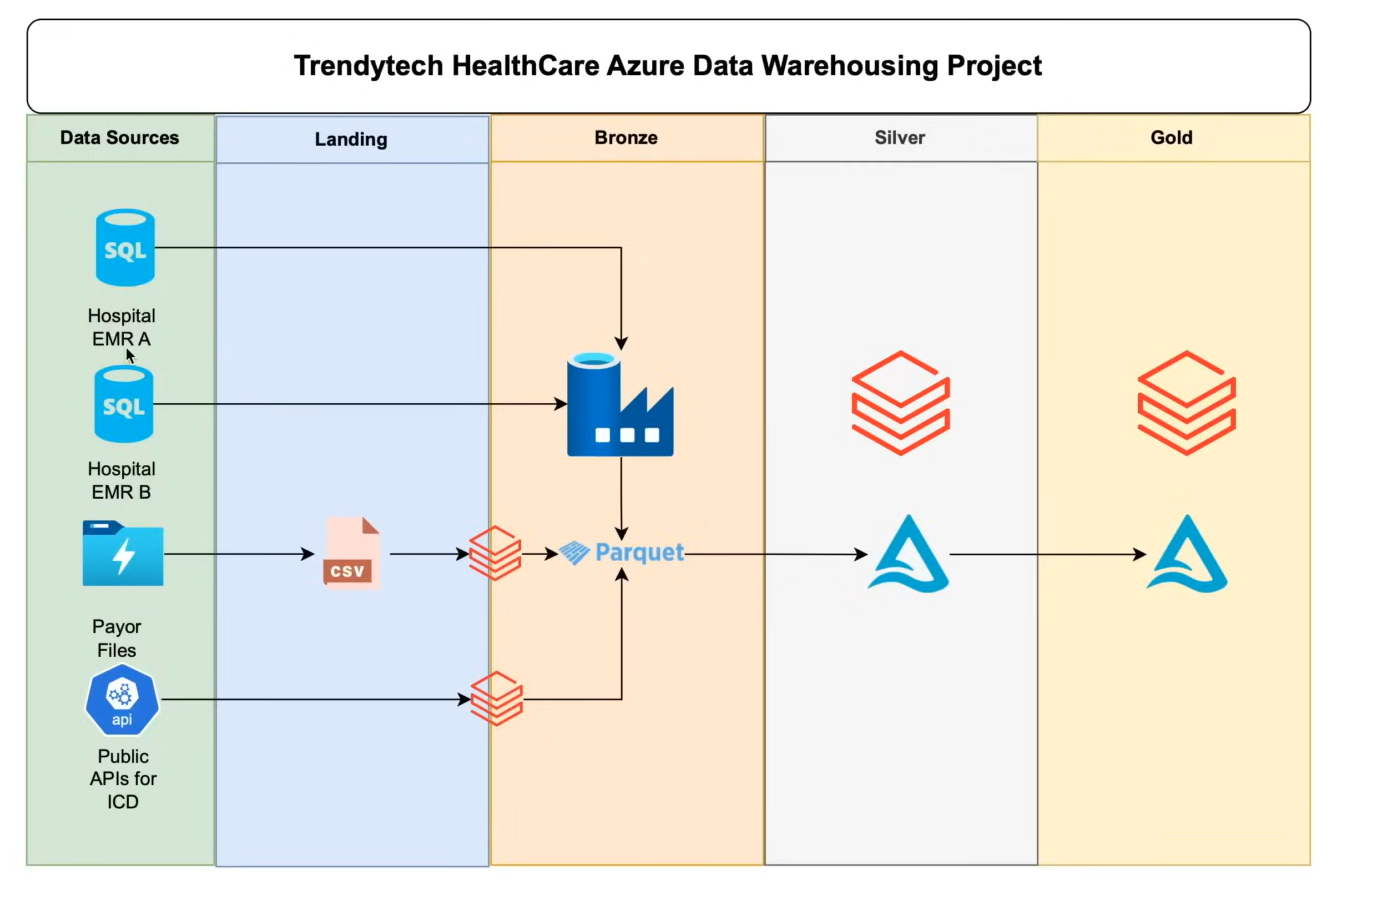 Trendytech HealthCare Azure Data Warehousing Project
Data Sources
Landing
Bronze
Silver
Gold
SQL
Hospital
EMR A
SQL
Hospital
EMR B
CSV
Parquet
Payor
Files
api
Public
APIs for
ICD